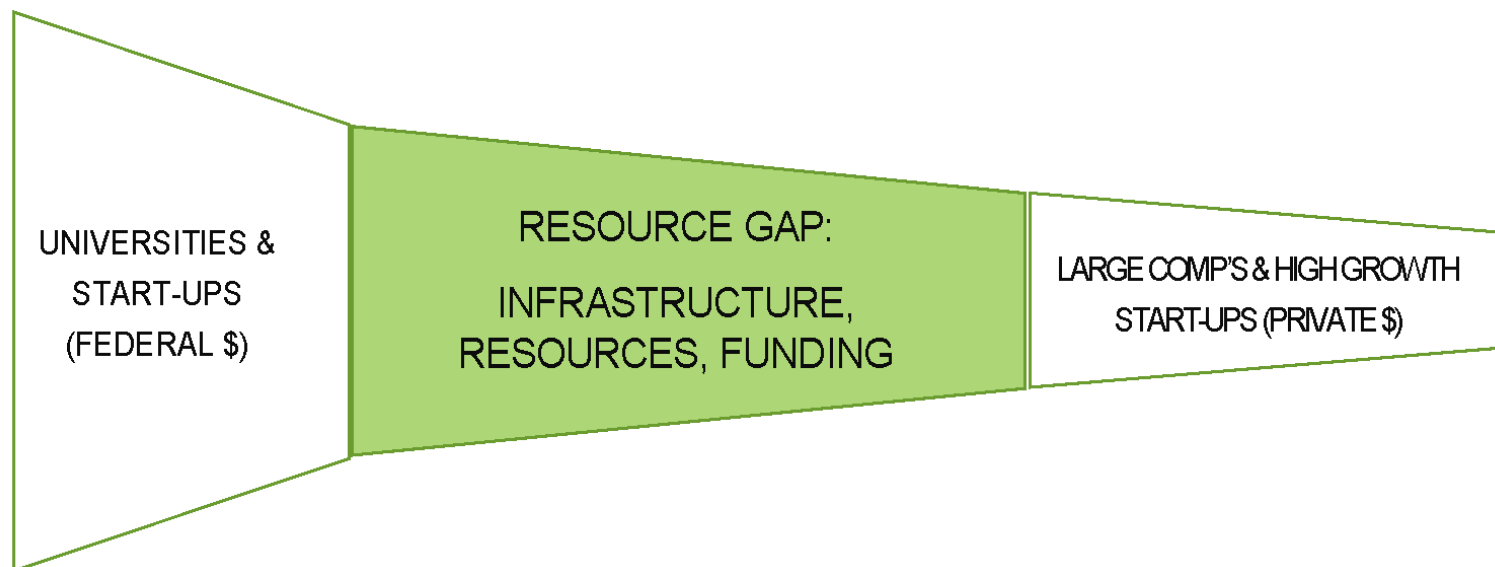 UNIVERSITIES &
START-UPS
(FEDERAL $)
RESOURCE GAP:
INFRASTRUCTURE,
RESOURCES, FUNDING
LARGE COMP'S & HIGH GROWTH
START-UPS (PRIVATE $)